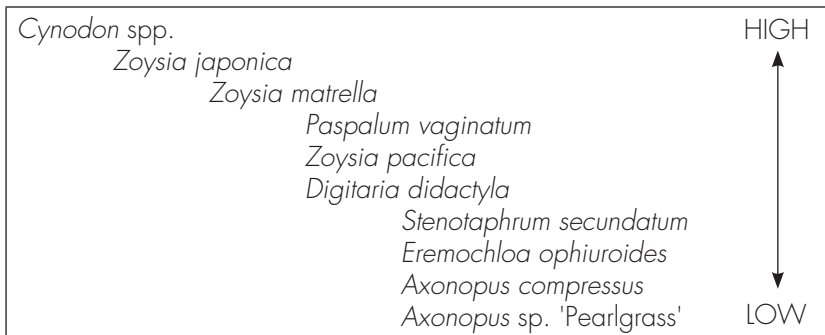 Cynodon spp. HIGH
Zoysia japonica
Zoysia matrella
Paspalum vaginatum
Zoysia pacifica
Digitaria didactyla
Stenotaphrum secundatum
Eremochloa ophiuroides
Axonopus compressus
Axonopus sp. 'Pearlgrass' LOW